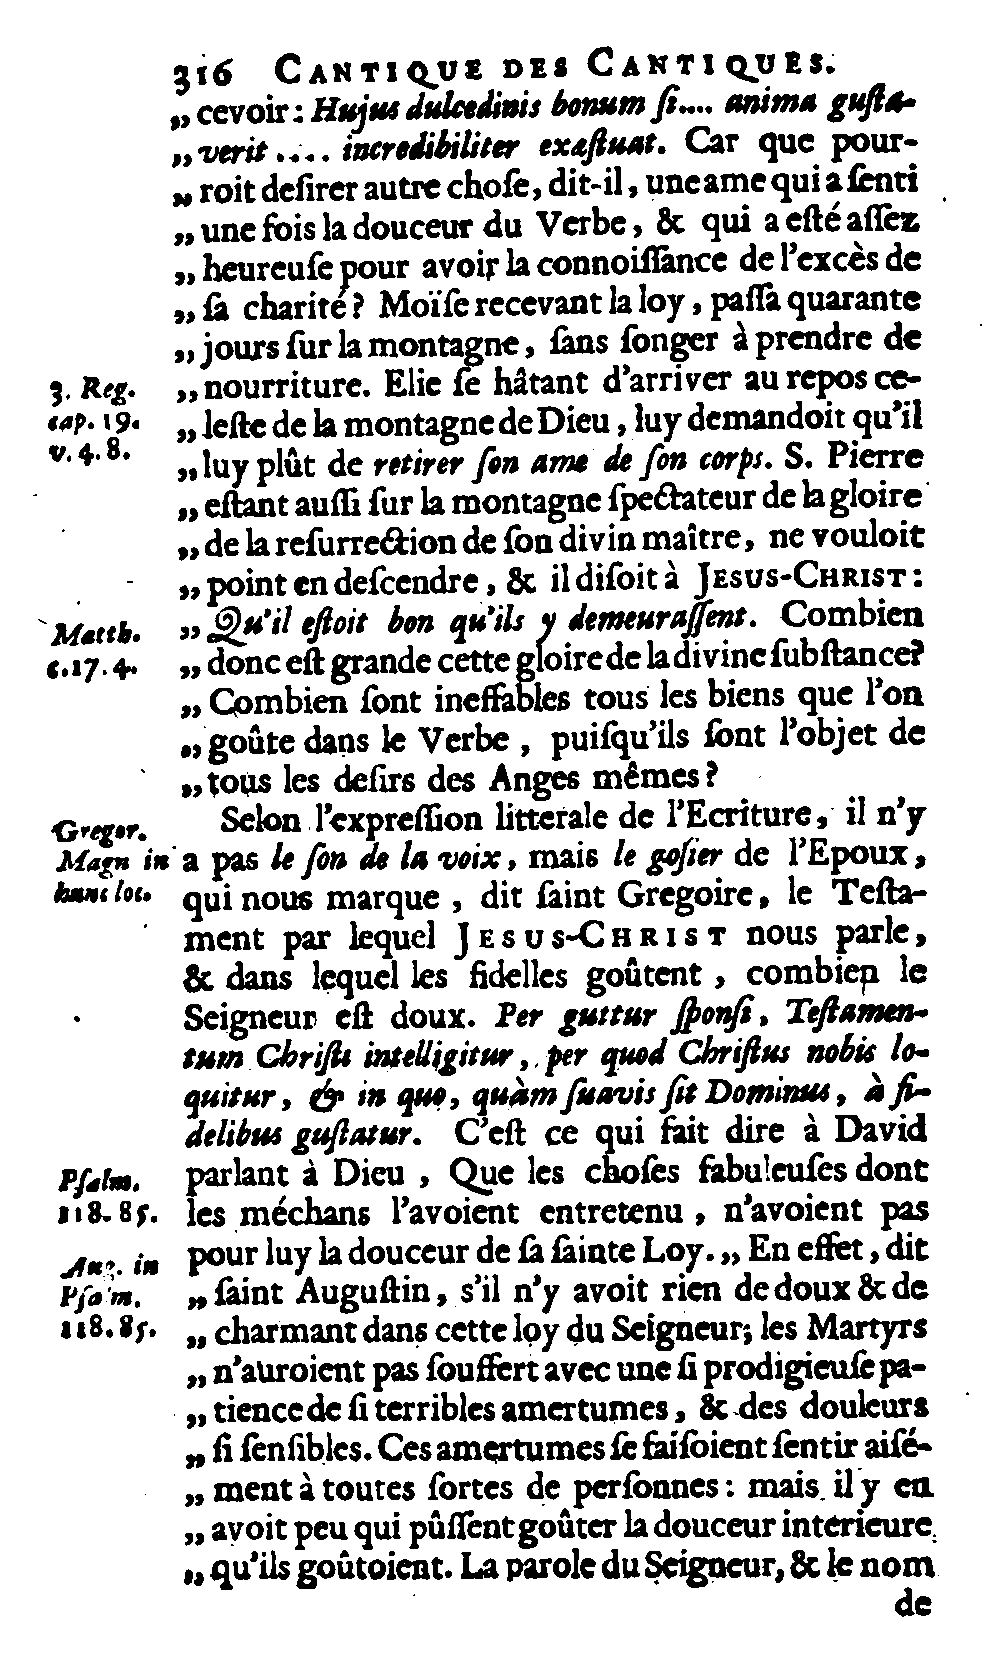 316 CANTIQUE DES CANTIQUES.
„ cevoir : Hujus dulcedinis bonum ſi.... anima guſta-
„ verit .... incredibiliter exæſtuat. Car que pour-
„ roit deſirer autre choſe, dit-il, une ame qui a ſenti
„ une fois la douceur du Verbe, & qui a eſté aſſez
„ heureuſe pour avoir la connoiſſance de l'excès de
„ ſa charité ? Moïſe recevant la loy, paſſa quarante
„ jours ſur la montagne, ſans ſonger à prendre de
3. Reg. cap. 19. v. 4. 8.
„ nourriture. Elie ſe hâtant d'arriver au repos ce-
„ leſte de la montagne de Dieu, luy demandoit qu'il
„ luy plût de retirer ſon ame de ſon corps. S. Pierre
„ eſtant auſſi ſur la montagne ſpectateur de la gloire
„ de la reſurrection de ſon divin maître, ne vouloit
„ point en deſcendre, & il diſoit à JESUS-CHRIST :
Matth. c. 17. 4.
„ Qu'il eſtoit bon qu'ils y demeuraſſent. Combien
„ donc eſt grande cette gloire de la divine ſubſtance?
„ Combien ſont ineffables tous les biens que l'on
„ goûte dans le Verbe, puiſqu'ils ſont l'objet de
„ tous les deſirs des Anges mêmes ?
Gregor. Magn in hunc loc.
Selon l'expreſſion litterale de l'Ecriture, il n'y
a pas le ſon de la voix, mais le goſier de l'Epoux,
qui nous marque, dit ſaint Gregoire, le Teſta-
ment par lequel JESUS-CHRIST nous parle,
& dans lequel les fidelles goûtent, combien le
Seigneur eſt doux. Per guttur ſponſi, Teſtamen-
tum Chriſti intelligitur, per quod Chriſtus nobis lo-
quitur, & in quo, quàm ſuavis ſit Dominus, à fi-
delibus guſtatur. C'eſt ce qui fait dire à David
Pſalm. 118. 85.
parlant à Dieu, Que les choſes fabuleuſes dont
les méchans l'avoient entretenu, n'avoient pas
Aug. in Pſalm. 118. 85.
pour luy la douceur de ſa ſainte Loy. „ En effet, dit
„ ſaint Auguſtin, s'il n'y avoit rien de doux & de
„ charmant dans cette loy du Seigneur; les Martyrs
„ n'auroient pas ſouffert avec une ſi prodigieuſe pa-
„ tience de ſi terribles amertumes, & des douleurs
„ ſi ſenſibles. Ces amertumes ſe faiſoient ſentir aiſé-
„ ment à toutes ſortes de perſonnes : mais il y en
„ avoit peu qui pûſſent goûter la douceur interieure
„ qu'ils goûtoient. La parole du Seigneur, & le nom
de